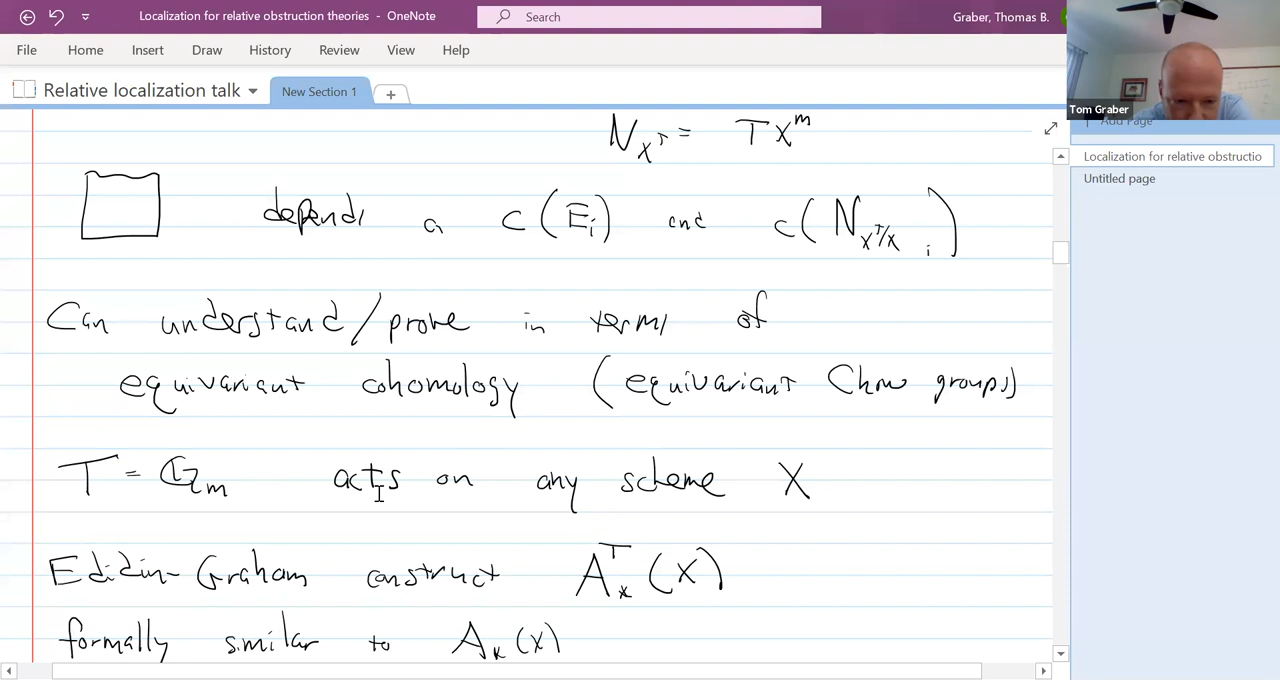 Localization for relative obstruction theories - OneNote
Search
Graber, Thomas B.
File Home Insert Draw History Review View Help
Relative localization talk
New Section 1
+
Tom Graber
Add Page
Localization for relative obstructio
Untitled page
N_{X^T} = TX^m
depends on c(E_i) and c(N_{X^T/X} i)
Can understand/prove in terms of
equivariant cohomology (equivariant Chow groups)
T = G_m acts on any scheme X
Edidin-Graham construct A^T_*(X)
formally similar to A_*(X)